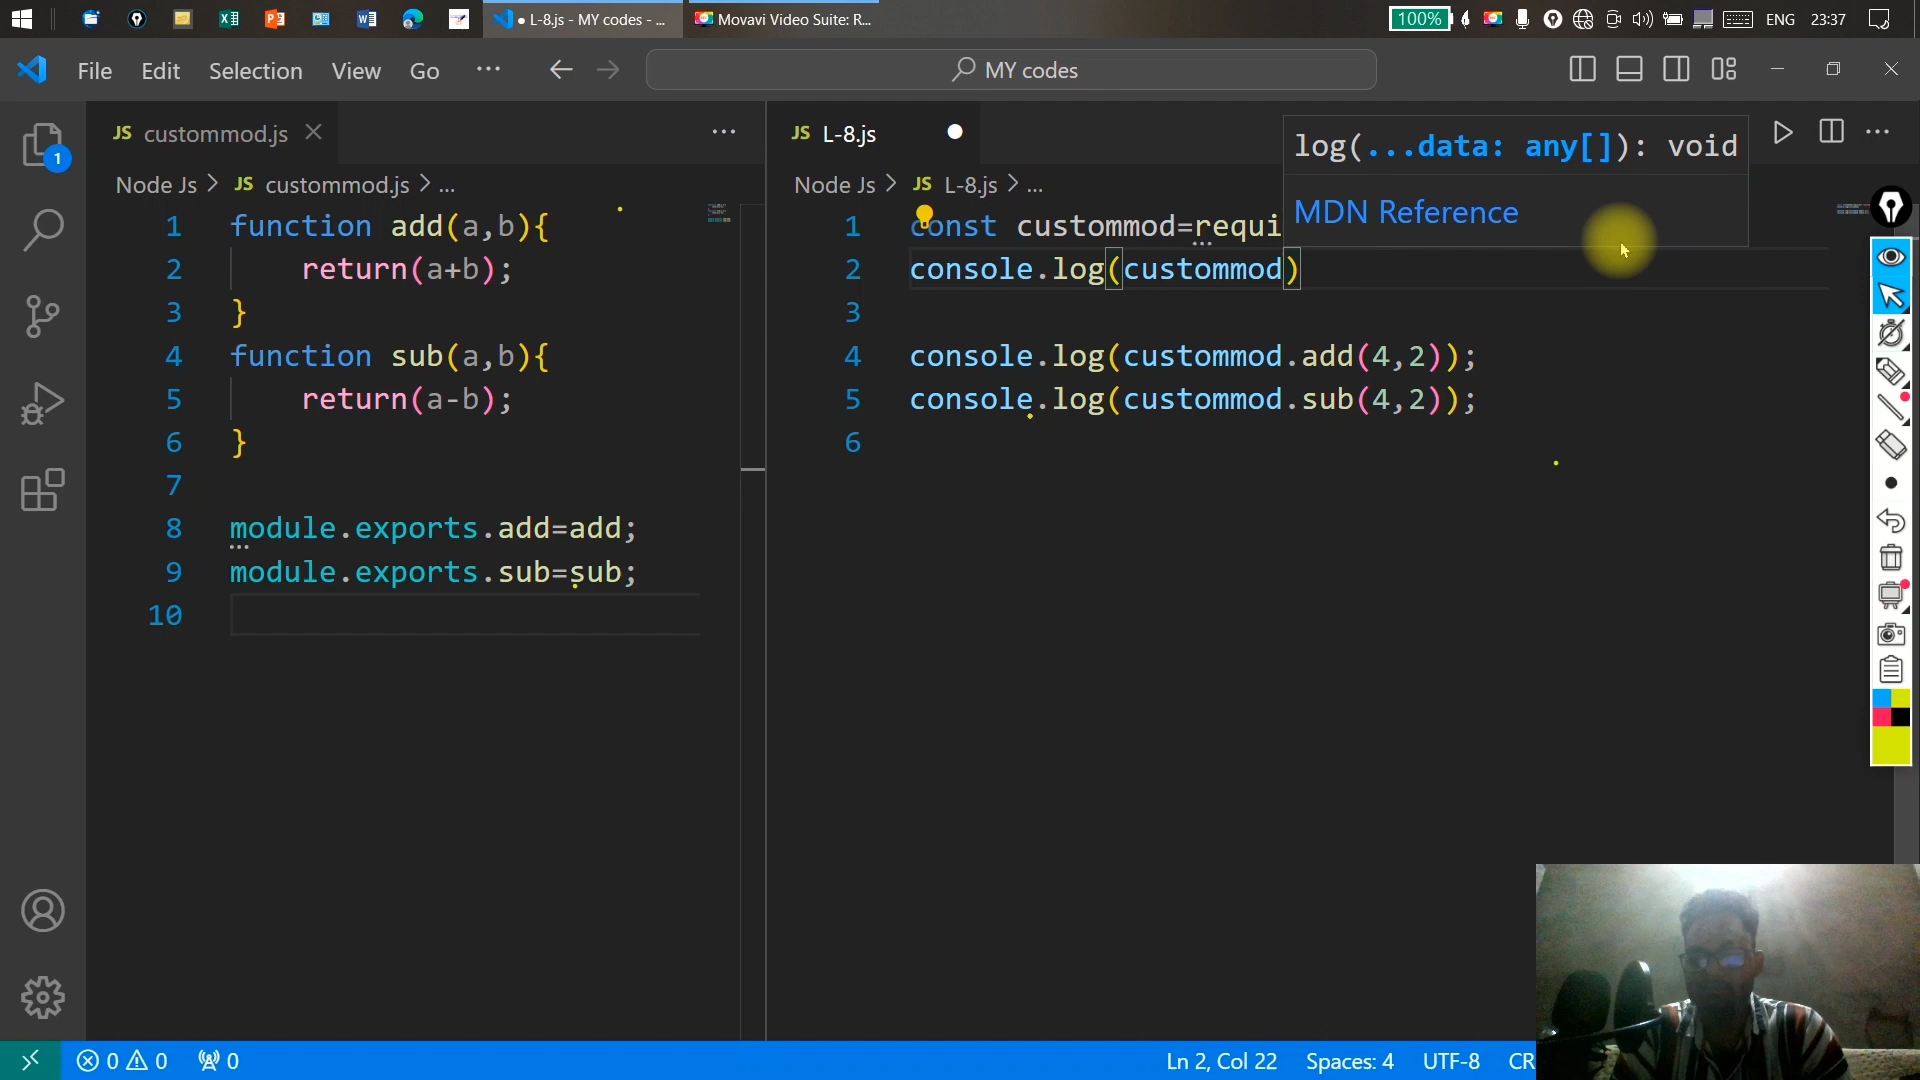 L-8.js - MY codes - ...
Movavi Video Suite: R...
100%
ENG
23:37
File
Edit
Selection
View
Go
...
MY codes
JS custommod.js
...
JS L-8.js
...
Node Js > JS custommod.js > ...
Node Js > JS L-8.js > ...
log(...data: any[]): void
MDN Reference
1
1 function add(a,b){
2 return(a+b);
3 }
4 function sub(a,b){
5 return(a-b);
6 }
7
8 module.exports.add=add;
9 module.exports.sub=sub;
10
1 const custommod=requi
2 console.log(custommod)
3
4 console.log(custommod.add(4,2));
5 console.log(custommod.sub(4,2));
6
0
0
0
Ln 2, Col 22
Spaces: 4
UTF-8
CR